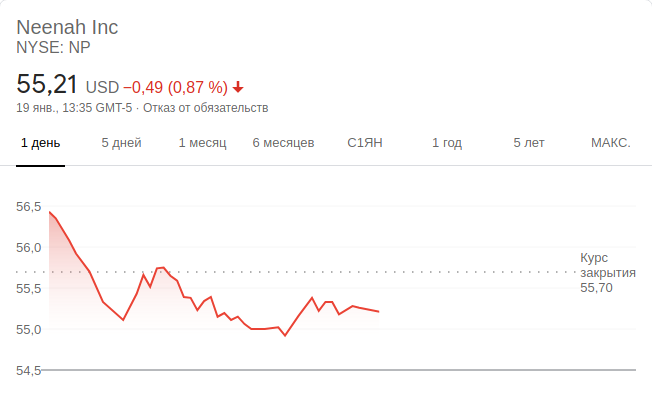 Neenah Inc
NYSE: NP
55,21 USD −0,49 (0,87 %)
19 янв., 13:35 GMT-5 · Отказ от обязательств
1 день 5 дней 1 месяц 6 месяцев С1ЯН 1 год 5 лет МАКС.
56,5
56,0
Курс
закрытия
55,70
55,5
55,0
54,5